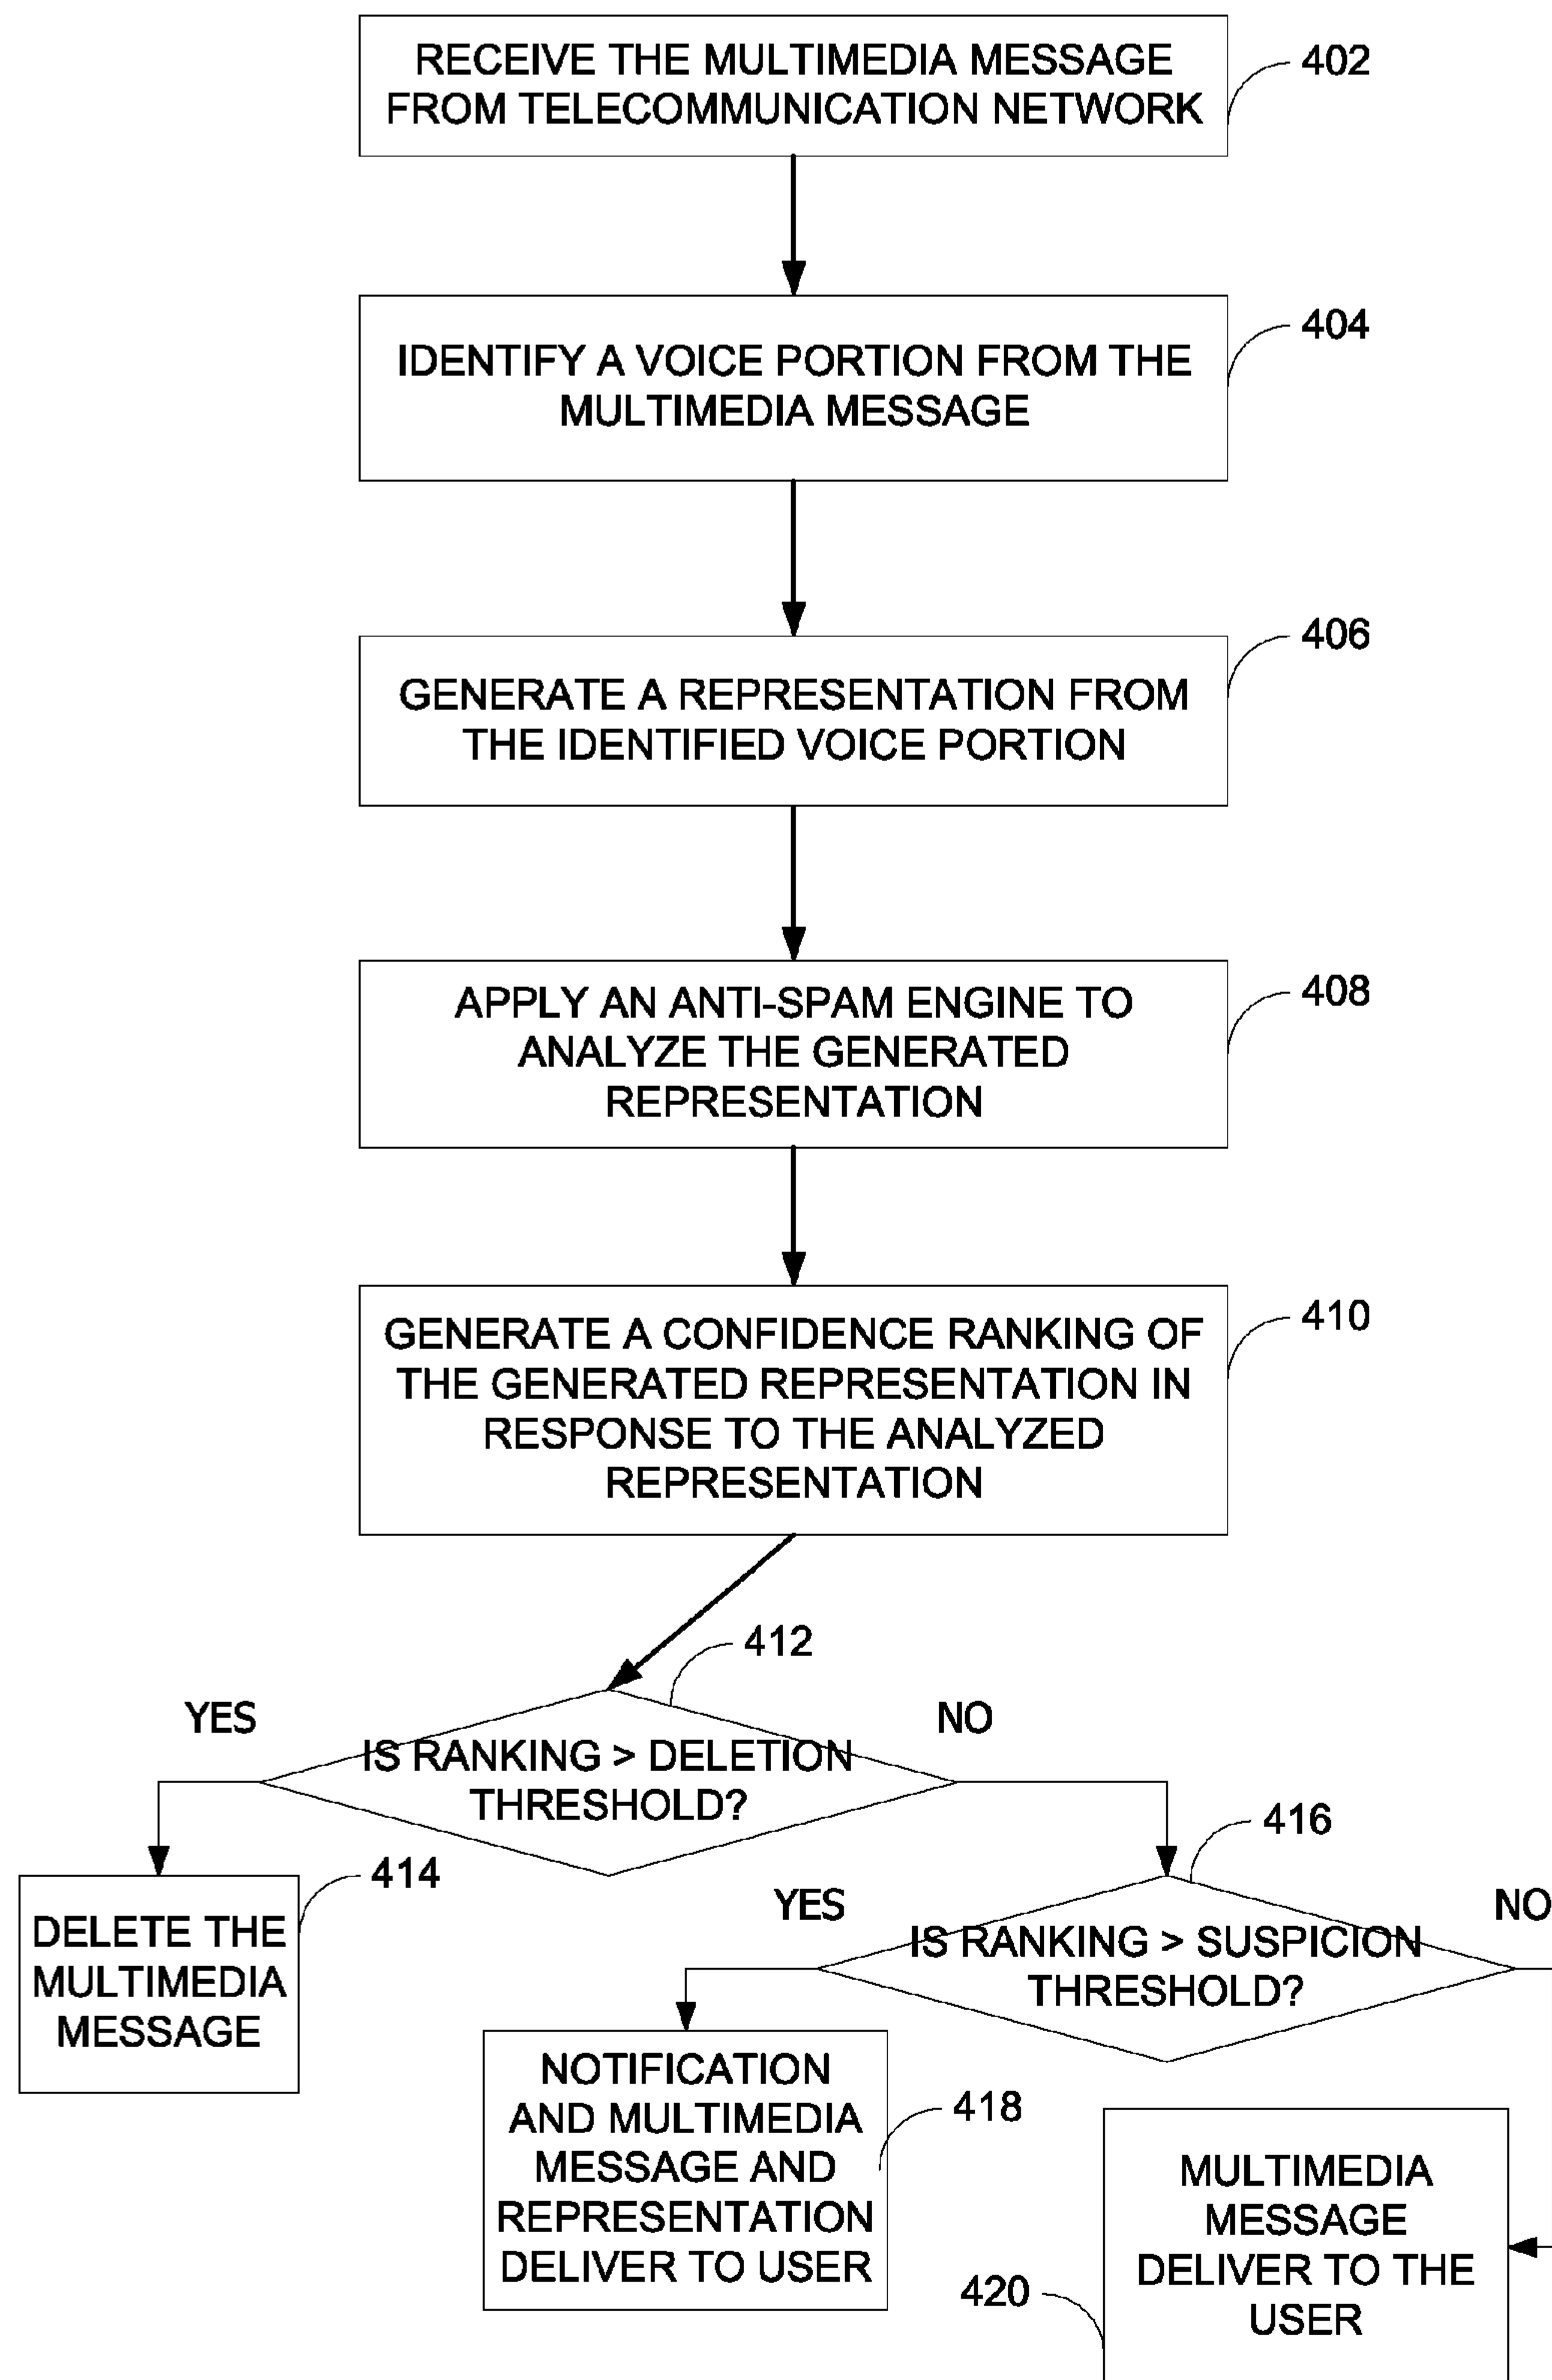 RECEIVE THE MULTIMEDIA MESSAGE
FROM TELECOMMUNICATION NETWORK
402
IDENTIFY A VOICE PORTION FROM THE
MULTIMEDIA MESSAGE
404
GENERATE A REPRESENTATION FROM
THE IDENTIFIED VOICE PORTION
406
APPLY AN ANTI-SPAM ENGINE TO
ANALYZE THE GENERATED
REPRESENTATION
408
GENERATE A CONFIDENCE RANKING OF
THE GENERATED REPRESENTATION IN
RESPONSE TO THE ANALYZED
REPRESENTATION
410
412
YES
NO
IS RANKING > DELETION
THRESHOLD?
414
DELETE THE
MULTIMEDIA
MESSAGE
416
YES
NO
IS RANKING > SUSPICION
THRESHOLD?
NOTIFICATION
AND MULTIMEDIA
MESSAGE AND
REPRESENTATION
DELIVER TO USER
418
MULTIMEDIA
MESSAGE
DELIVER TO THE
USER
420